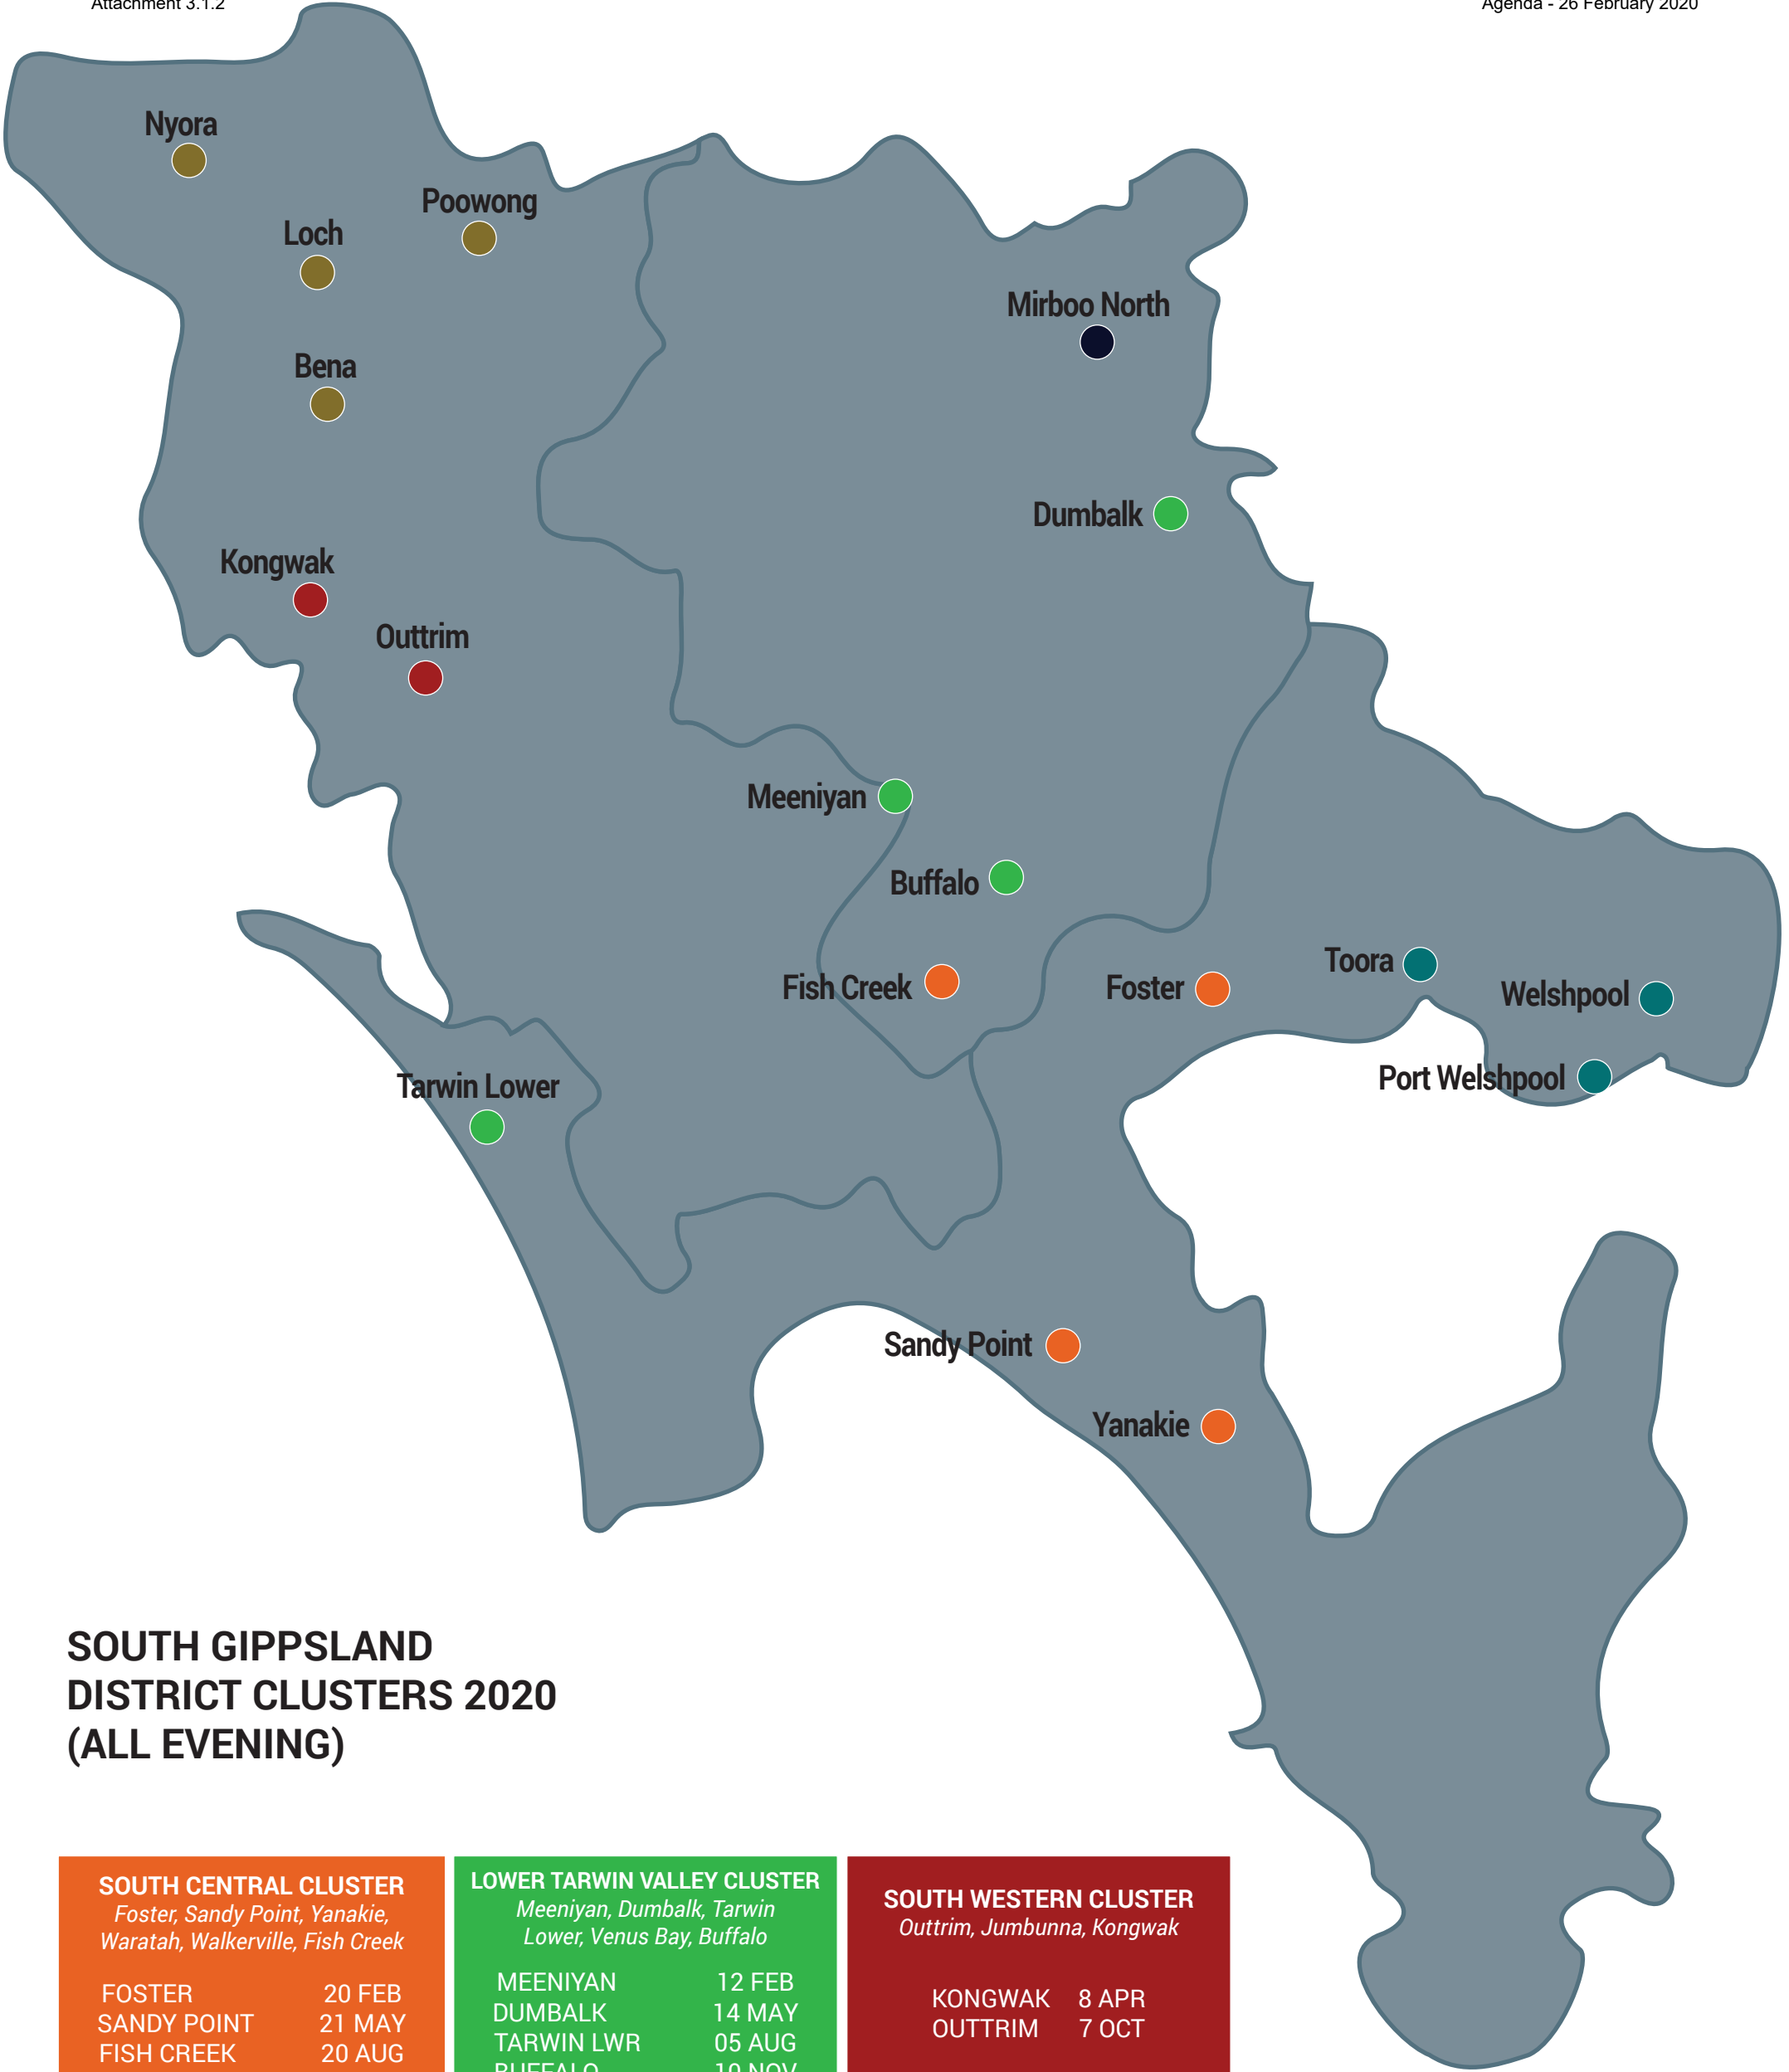 Attachment 3.1.2
Agenda - 26 February 2020
Nyora
Poowong
Loch
Mirboo North
Bena
Dumbalk
Kongwak
Outtrim
Meeniyan
Buffalo
Toora
Fish Creek
Foster
Welshpool
Port Welshpool
Tarwin Lower
Sandy Point
Yanakie
SOUTH GIPPSLAND
DISTRICT CLUSTERS 2020
(ALL EVENING)
SOUTH CENTRAL CLUSTER
Foster, Sandy Point, Yanakie,
Waratah, Walkerville, Fish Creek
FOSTER 20 FEB
SANDY POINT 21 MAY
FISH CREEK 20 AUG
LOWER TARWIN VALLEY CLUSTER
Meeniyan, Dumbalk, Tarwin
Lower, Venus Bay, Buffalo
MEENIYAN 12 FEB
DUMBALK 14 MAY
TARWIN LWR 05 AUG
BUFFALO 10 NOV
SOUTH WESTERN CLUSTER
Outtrim, Jumbunna, Kongwak
KONGWAK 8 APR
OUTTRIM 7 OCT